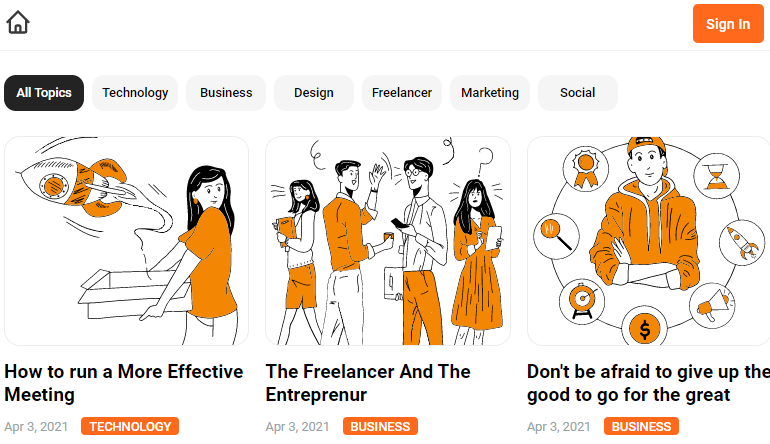 Sign In
All Topics
Technology
Business
Design
Freelancer
Marketing
Social
How to run a More Effective
Meeting
Apr 3, 2021
TECHNOLOGY
The Freelancer And The
Entreprenur
Apr 3, 2021
BUSINESS
Don't be afraid to give up the
good to go for the great
Apr 3, 2021
BUSINESS